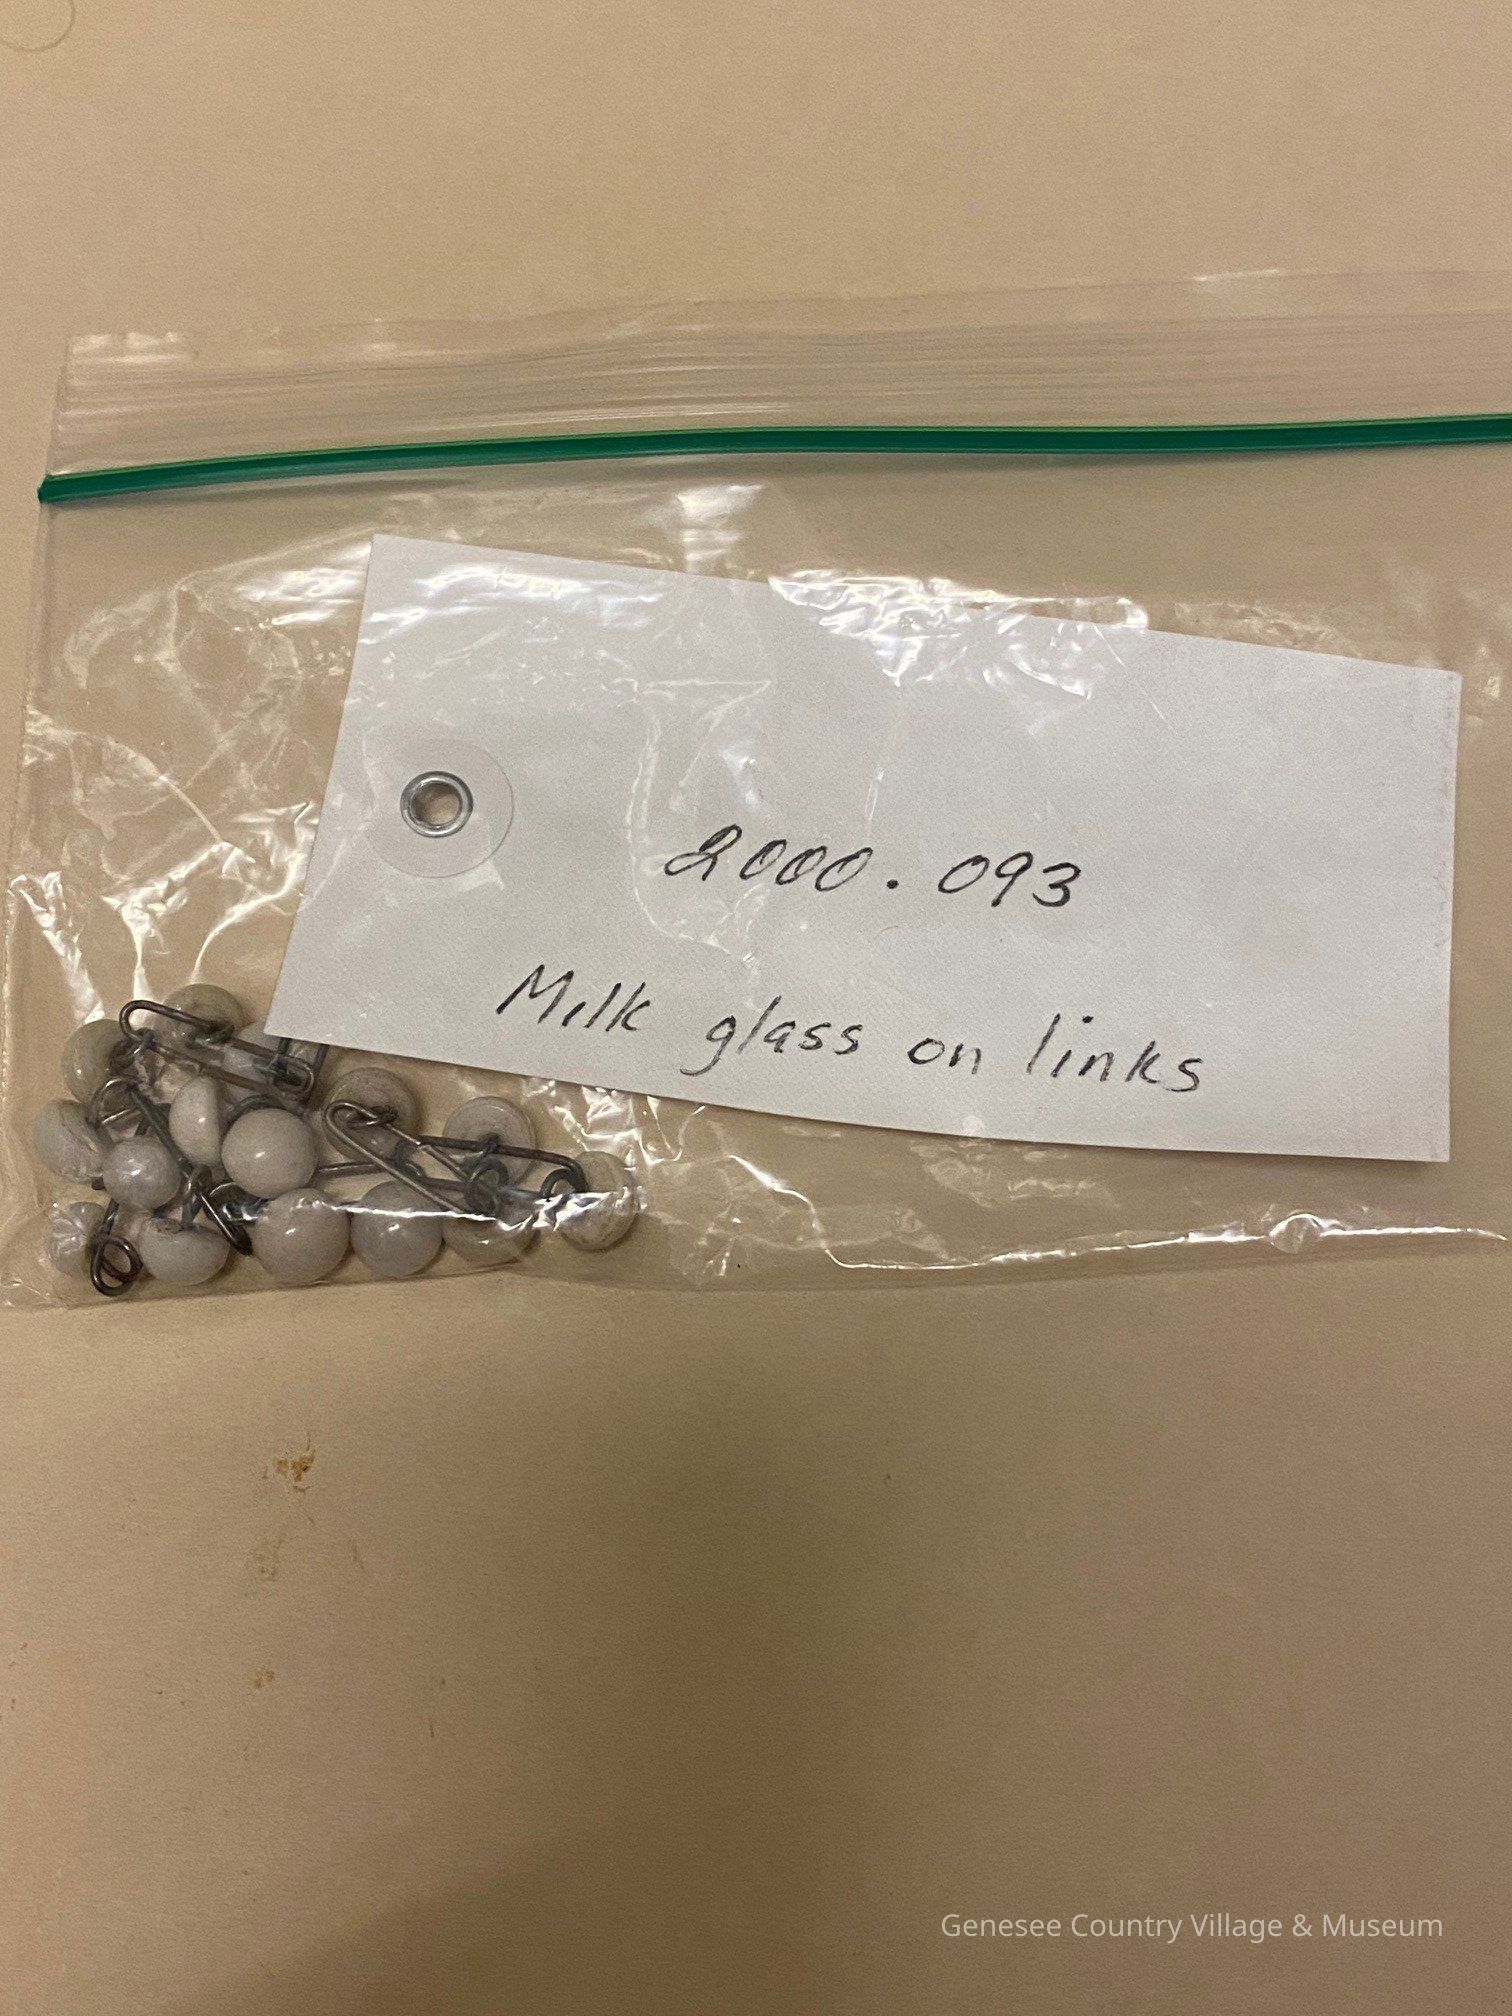 2000.093
Milk glass on links
Genesee Country Village & Museum